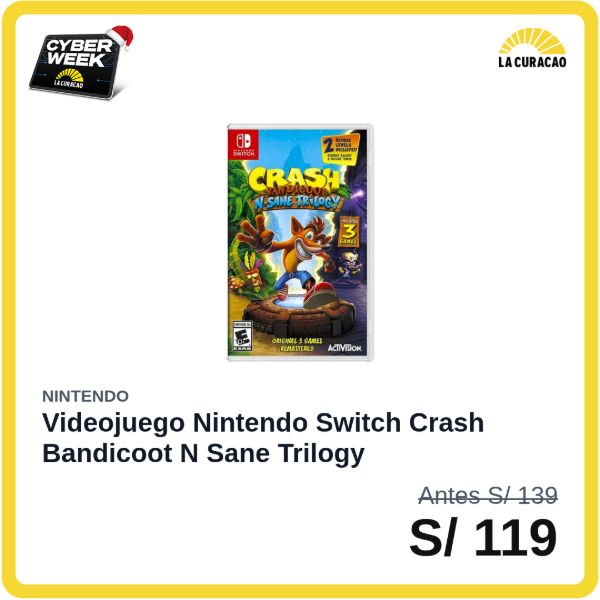 CYBER
WEEK
LA CURACAO
LA CURACAO
NINTENDO
SWITCH
2 BONUS
LEVELS
INCLUDED
CRASH
BANDICOOT
N. SANE TRILOGY
3
GAMES
ORIGINAL 3 GAMES
REMASTERED
ACTIVISION
NINTENDO
Videojuego Nintendo Switch Crash
Bandicoot N Sane Trilogy
Antes S/ 139
S/ 119